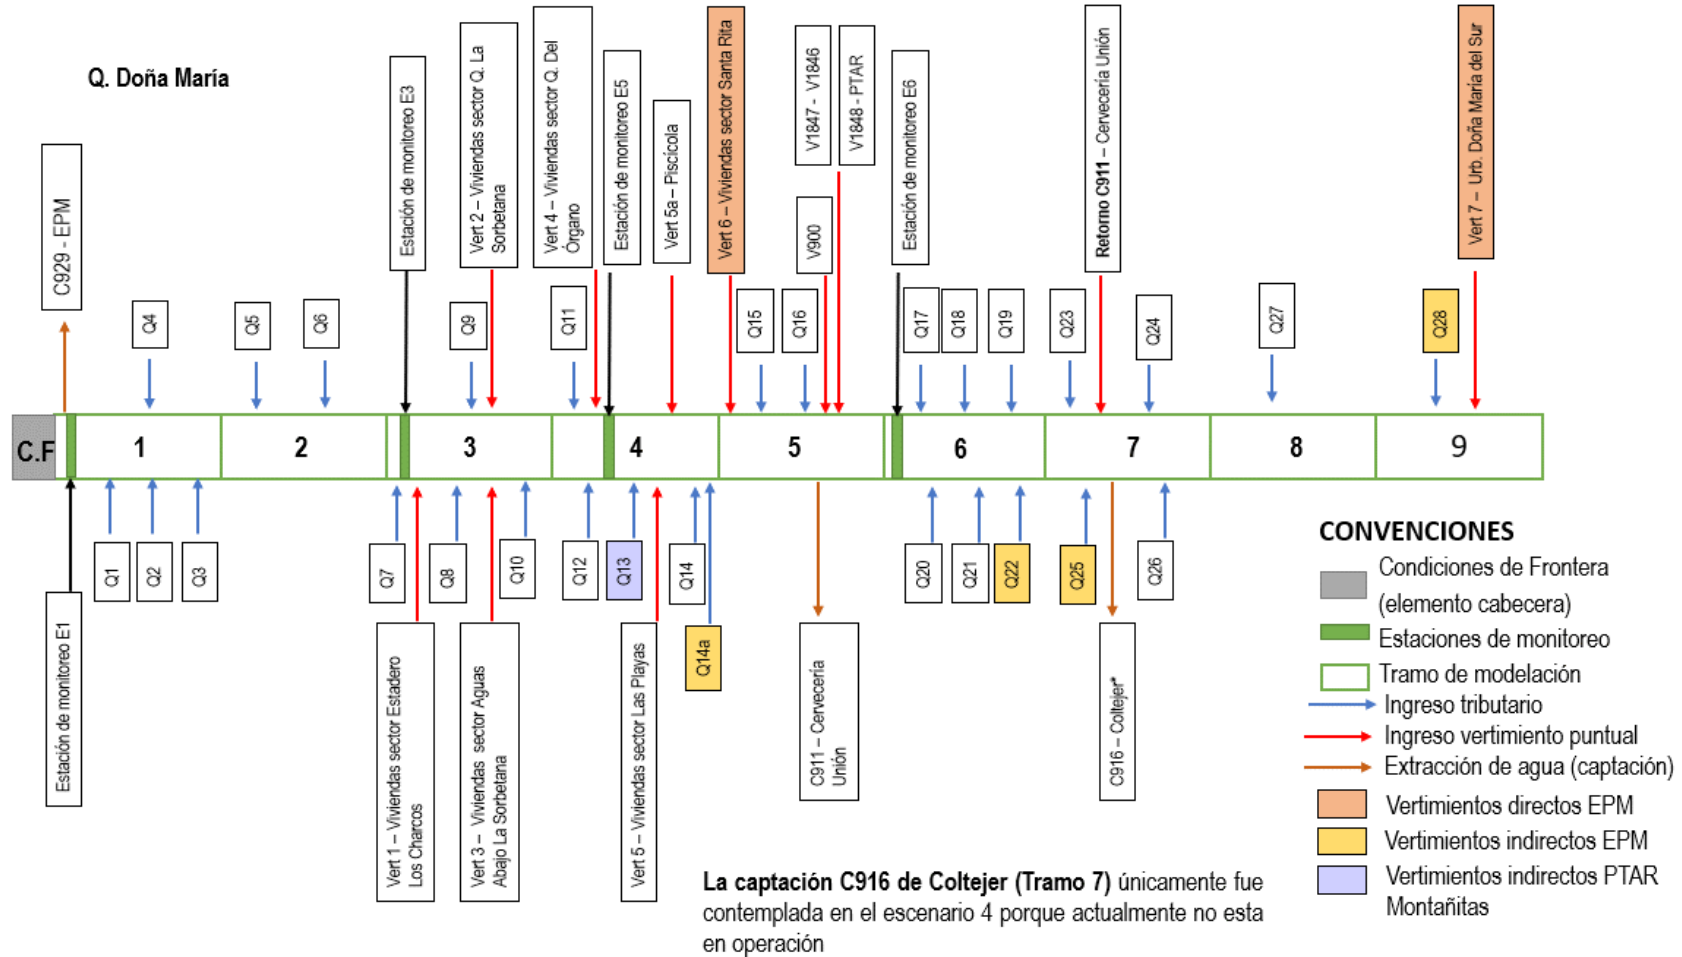 Q. Doña María
C929 - EPM
Estación de monitoreo E3
Vert 2 – Viviendas sector Q. La
Sorbetana
Vert 4 – Viviendas sector Q. Del
Órgano
Estación de monitoreo E5
Vert 5a – Piscícola
Vert 6 – Viviendas sector Santa Rita
V1847 - V1846
V1848 - PTAR
V900
Estación de monitoreo E6
Retorno C911 – Cervecería Unión
Vert 7 – Urb. Doña María del Sur
Q4
Q5
Q6
Q9
Q11
Q15
Q16
Q17
Q18
Q19
Q23
Q24
Q27
Q28
C.F
1
2
3
4
5
6
7
8
9
Q1
Q2
Q3
Q7
Q8
Q10
Q12
Q13
Q14
Q14a
Q20
Q21
Q22
Q25
Q26
Estación de monitoreo E1
Vert 1 – Viviendas sector Estadero
Los Charcos
Vert 3 – Viviendas sector Aguas
Abajo La Sorbetana
Vert 5 – Viviendas sector Las Playas
C911 – Cervecería
Unión
C916 – Coltejer*
CONVENCIONES
Condiciones de Frontera
(elemento cabecera)
Estaciones de monitoreo
Tramo de modelación
Ingreso tributario
Ingreso vertimiento puntual
Extracción de agua (captación)
Vertimientos directos EPM
Vertimientos indirectos EPM
Vertimientos indirectos PTAR
Montañitas
La captación C916 de Coltejer (Tramo 7) únicamente fue
contemplada en el escenario 4 porque actualmente no esta
en operación